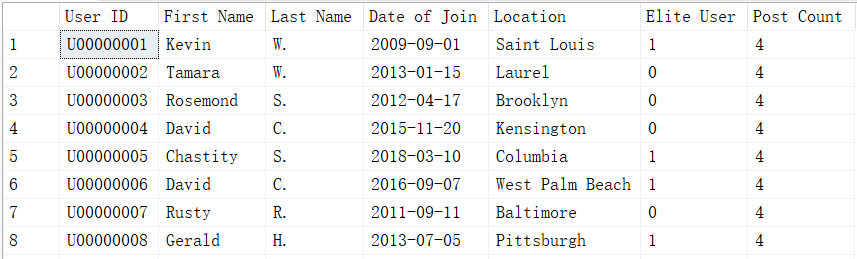 User ID First Name Last Name Date of Join Location Elite User Post Count
1 U00000001 Kevin W. 2009-09-01 Saint Louis 1 4
2 U00000002 Tamara W. 2013-01-15 Laurel 0 4
3 U00000003 Rosemond S. 2012-04-17 Brooklyn 0 4
4 U00000004 David C. 2015-11-20 Kensington 0 4
5 U00000005 Chastity S. 2018-03-10 Columbia 1 4
6 U00000006 David C. 2016-09-07 West Palm Beach 1 4
7 U00000007 Rusty R. 2011-09-11 Baltimore 0 4
8 U00000008 Gerald H. 2013-07-05 Pittsburgh 1 4